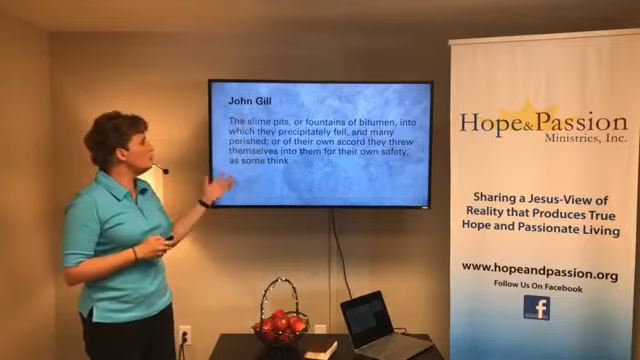 John Gill
The slime pits, or fountains of bitumen, into
which they precipitately fell, and many
perished; or of their own accord they threw
themselves into them for their own safety,
as some think
Hope&Passion
Ministries, Inc.
Sharing a Jesus-View of
Reality that Produces True
Hope and Passionate Living
www.hopeandpassion.org
Follow Us On Facebook
f